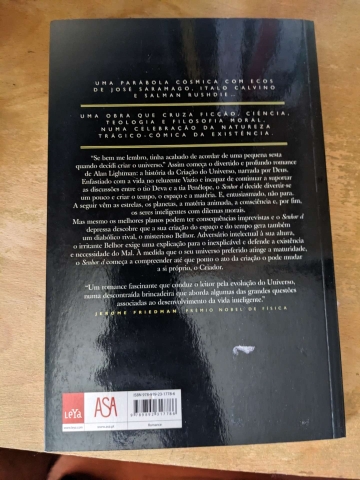 UMA PARÁBOLA CÓSMICA COM ECOS
DE JOSÉ SARAMAGO, ITALO CALVINO
E SALMAN RUSHDIE...
UMA OBRA QUE CRUZA FICÇÃO, CIÊNCIA,
TEOLOGIA E FILOSOFIA MORAL,
NUMA CELEBRAÇÃO DA NATUREZA
TRÁGICO-CÓMICA DA EXISTÊNCIA.
"Se bem me lembro, tinha acabado de acordar de uma pequena sesta
quando decidi criar o universo." Assim começa o divertido e profundo romance
de Alan Lightman: a história da Criação do Universo, narrada por Deus.
Enfastiado com a vida no reluzente Vazio e incapaz de continuar a suportar
as discussões entre o tio Deva e a tia Penélope, o Senhor d decide divertir-se
um pouco e criar o tempo, o espaço e a matéria. E, entusiasmado, não para.
A seguir vêm as estrelas, os planetas, a matéria animada, a consciência e, por fim,
os seres inteligentes com dilemas morais.
Mas mesmo os melhores planos podem ter consequências imprevistas e o Senhor d
depressa descobre que a sua criação do espaço e do tempo gerou também
um diabólico rival, o misterioso Belhor. Adversário intelectual à sua altura,
o irritante Belhor exige uma explicação para o inexplicável e defende a existência
e necessidade do Mal. À medida que o seu universo preferido atinge a maturidade,
o Senhor d começa a compreender até que ponto o ato da criação o pode mudar
a si próprio, o Criador.
"Um romance fascinante que conduz o leitor pela evolução do Universo,
numa descontraída brincadeira que aborda algumas das grandes questões
associadas ao desenvolvimento da vida inteligente."
JEROME FRIEDMAN, PRÉMIO NOBEL DE FÍSICA
LEYA
ASA
Romance